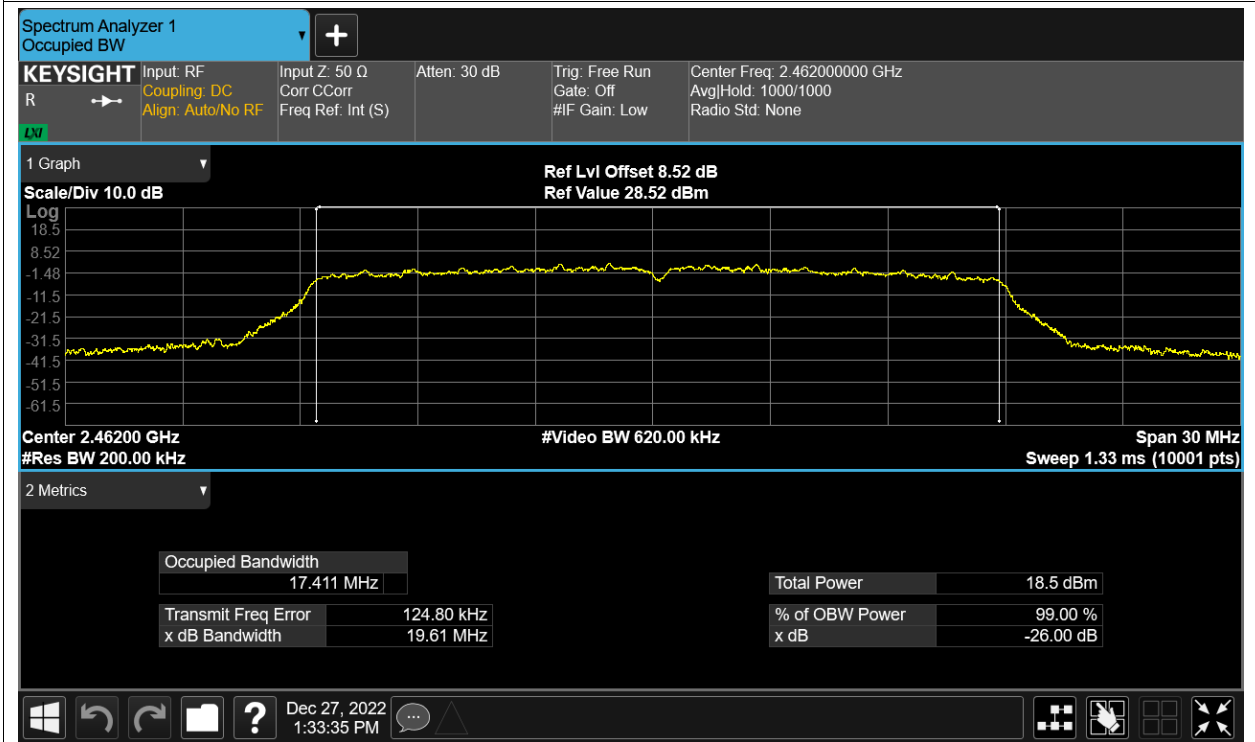 Spectrum Analyzer 1
Occupied BW
KEYSIGHT
R
LXI
Input: RF
Coupling: DC
Align: Auto/No RF
Input Z: 50 Ω
Corr CCorr
Freq Ref: Int (S)
Atten: 30 dB
Trig: Free Run
Gate: Off
#IF Gain: Low
Center Freq: 2.462000000 GHz
Avg|Hold: 1000/1000
Radio Std: None
1 Graph
Scale/Div 10.0 dB
Ref Lvl Offset 8.52 dB
Ref Value 28.52 dBm
Log
18.5
8.52
-1.48
-11.5
-21.5
-31.5
-41.5
-51.5
-61.5
Center 2.46200 GHz
#Video BW 620.00 kHz
Span 30 MHz
#Res BW 200.00 kHz
Sweep 1.33 ms (10001 pts)
2 Metrics
Occupied Bandwidth
17.411 MHz
Total Power 18.5 dBm
Transmit Freq Error 124.80 kHz
% of OBW Power 99.00 %
x dB Bandwidth 19.61 MHz
x dB -26.00 dB
?
Dec 27, 2022
1:33:35 PM